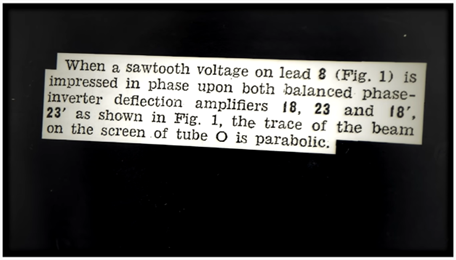 When a sawtooth voltage on lead 8 (Fig. 1) is
impressed in phase upon both balanced phase-
inverter deflection amplifiers 18, 23 and 18′,
23′ as shown in Fig. 1, the trace of the beam
on the screen of tube O is parabolic.